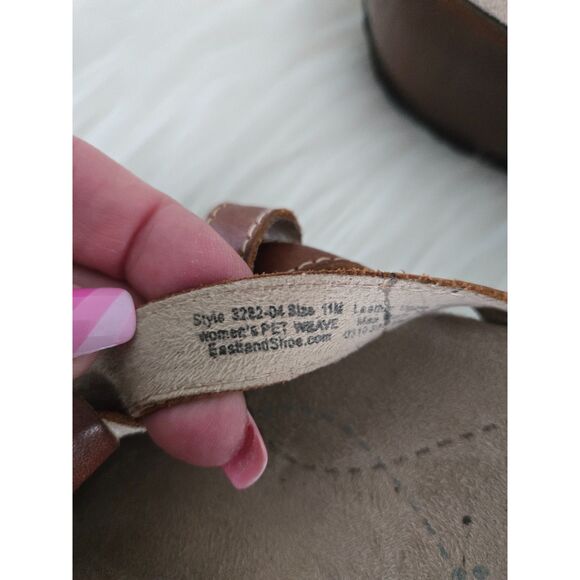 Style 3282-04 Size 11M
women's PET WEAVE
EastlandShoe.com